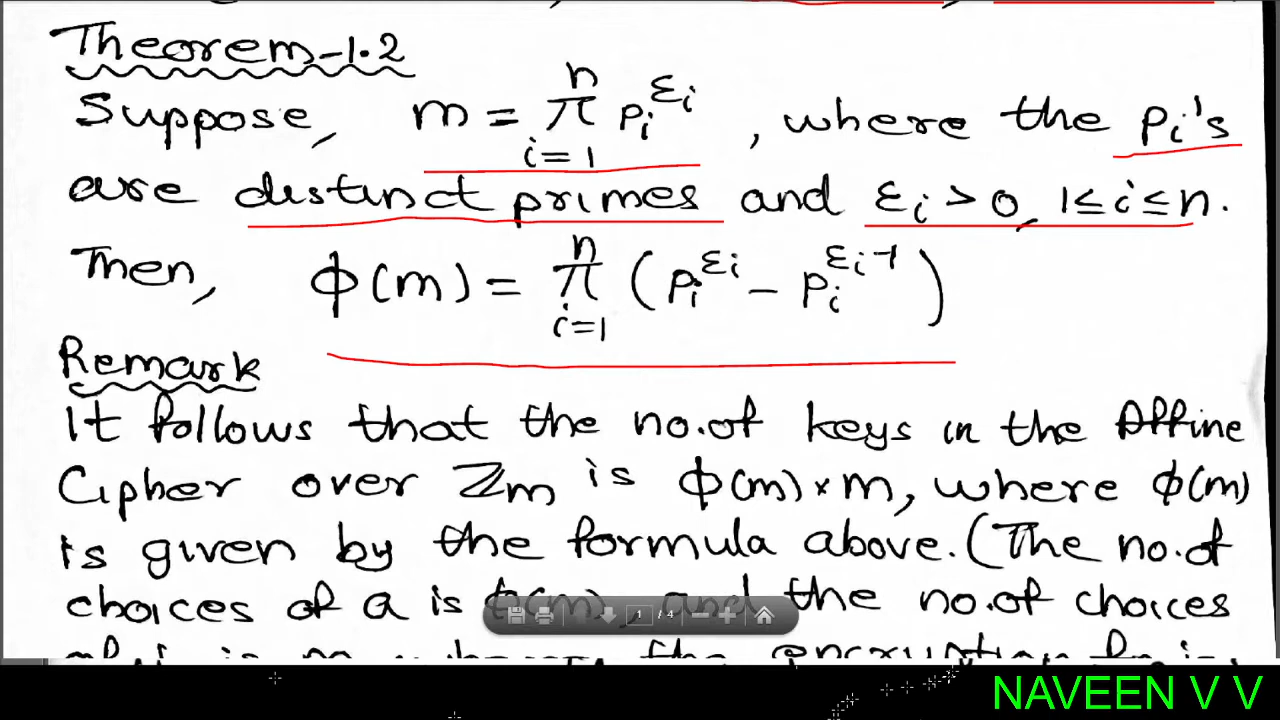 Theorem-1.2
Suppose, m = π_{i=1}^{n} p_i^{ε_i} , where the p_i's
are distinct primes and ε_i > 0, 1 ≤ i ≤ n.
Then, φ(m) = π_{i=1}^{n} (p_i^{ε_i} - p_i^{ε_i-1})
Remark
It follows that the no.of keys in the Affine
Cipher over Zm is φ(m) × m, where φ(m)
is given by the formula above. (The no.of
choices of a is φ(m), and the no.of choices
1 / 4
NAVEEN V V